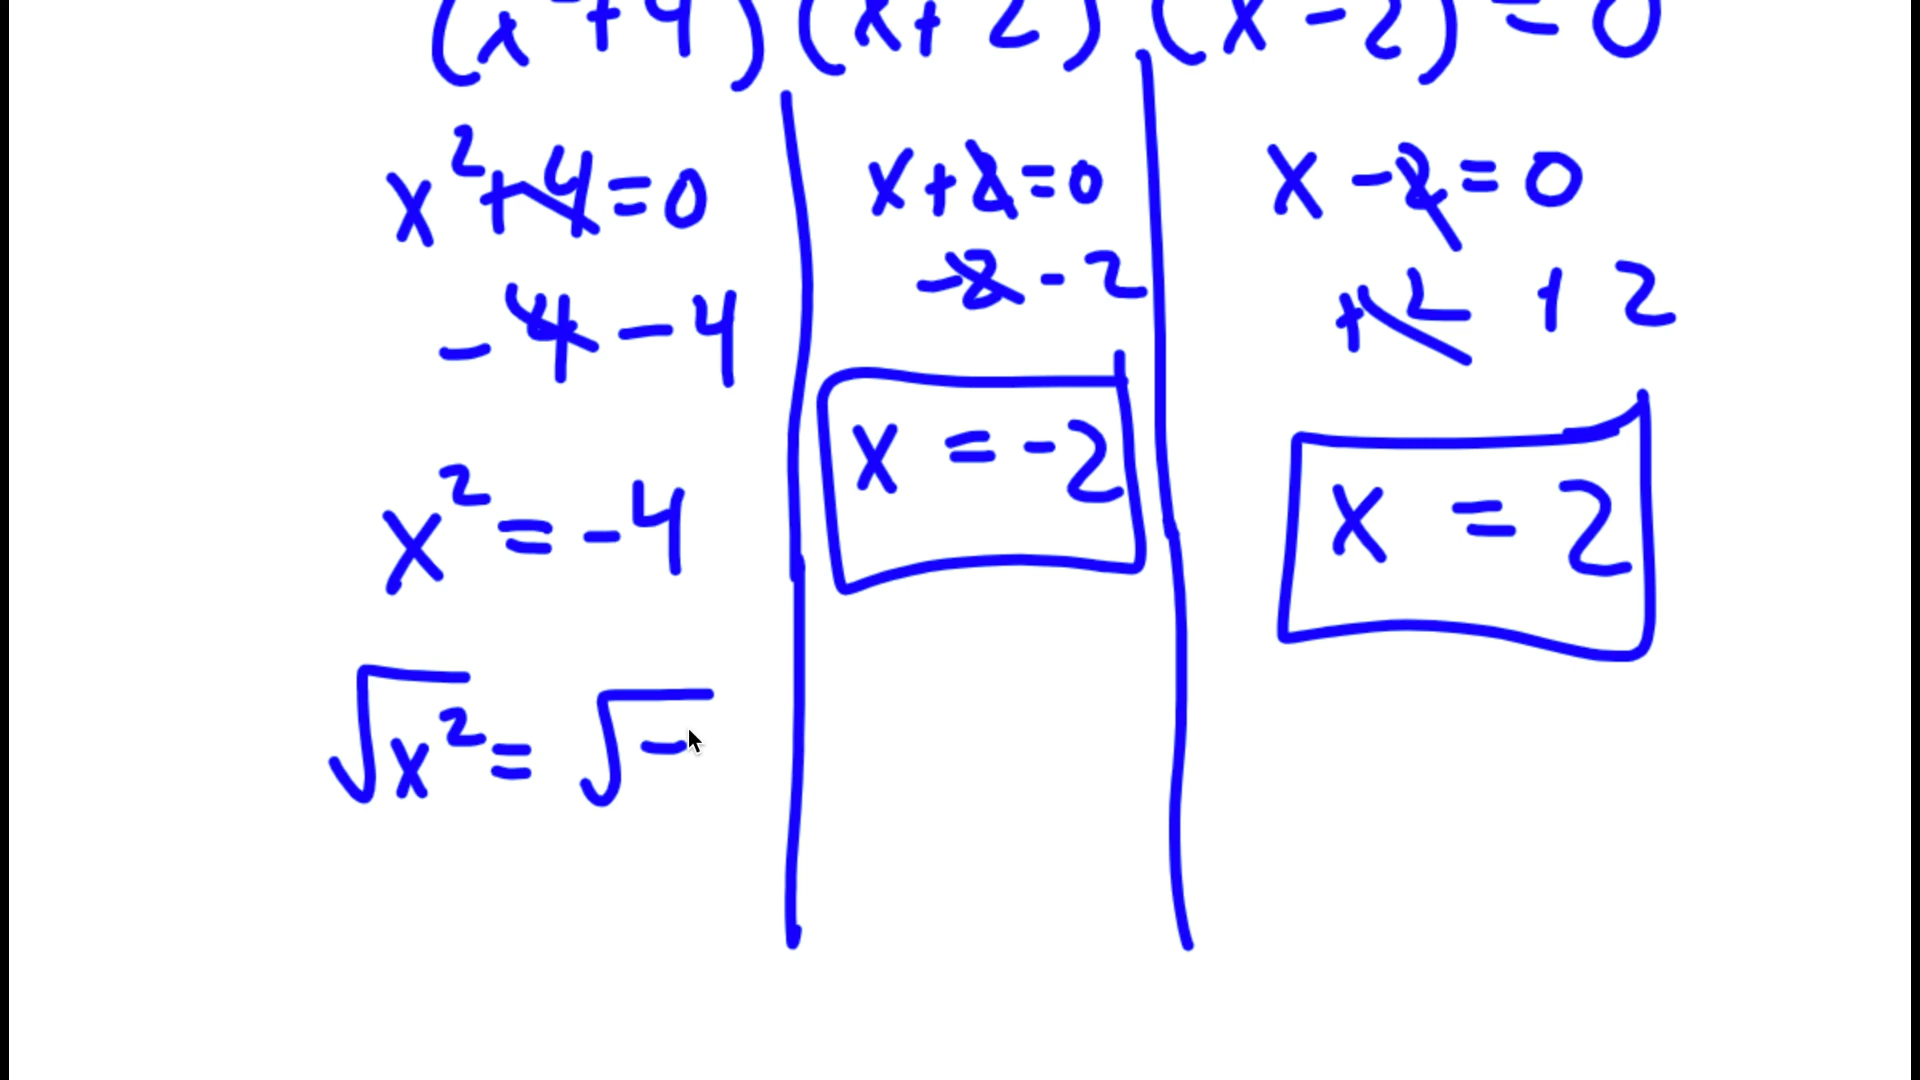 (x²+4)(x+2)(x-2)=0
x²+4=0
-4 -4
x²=-4
√x²=√-
x+2=0
-2 -2
x=-2
x-2=0
+2 +2
x=2